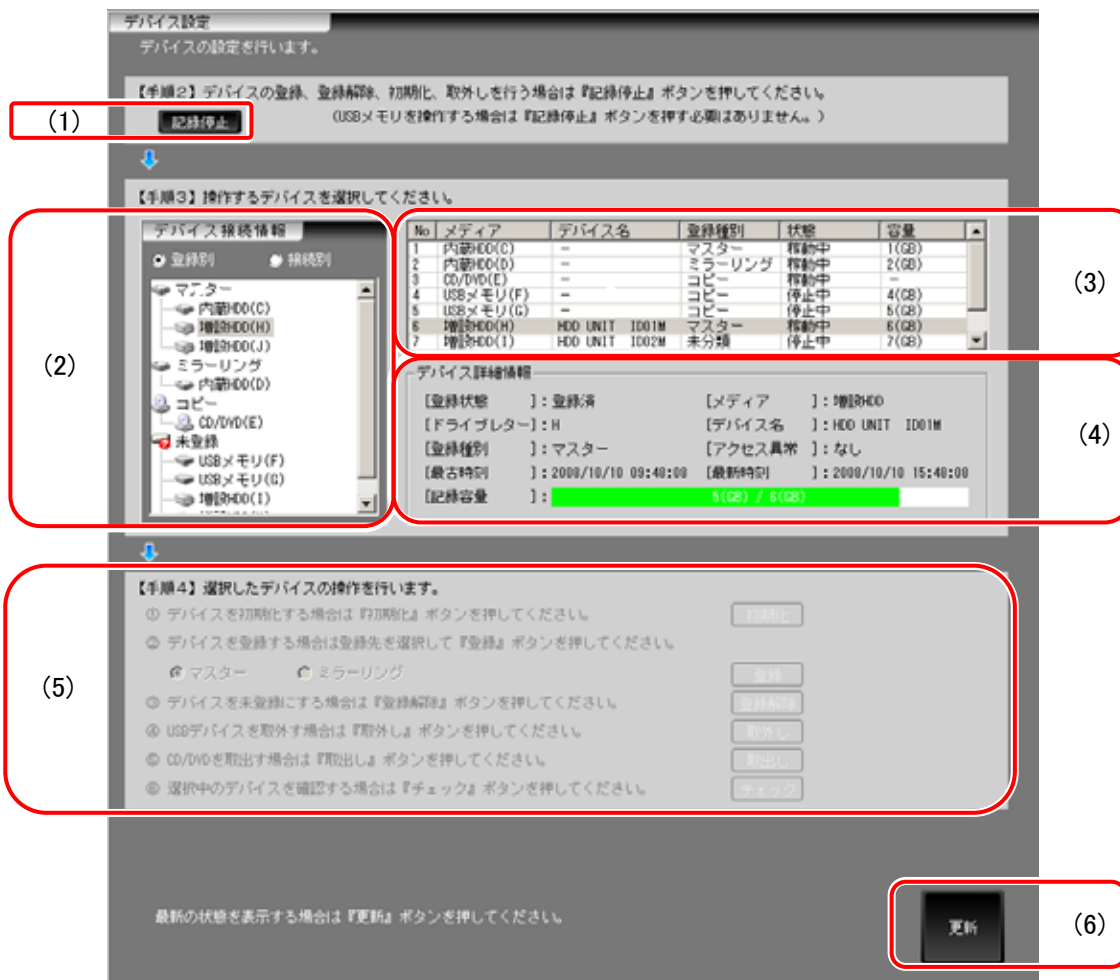 デバイス設定
デバイスの設定を行います。
【手順2】デバイスの登録、登録解除、初期化、取外しを行う場合は『記録停止』ボタンを押してください。
(1)
記録停止
(USBメモリを操作する場合は『記録停止』ボタンを押す必要はありません。)
【手順3】操作するデバイスを選択してください。
(2)
デバイス接続情報
登録別 接続別
マスター
内蔵HDD(C)
増設HDD(H)
増設HDD(J)
ミラーリング
内蔵HDD(D)
コピー
CD/DVD(E)
未登録
USBメモリ(F)
USBメモリ(G)
増設HDD(I)
(3)
No メディア デバイス名 登録種別 状態 容量
1 内蔵HDD(C) － マスター 稼動中 1(GB)
2 内蔵HDD(D) － ミラーリング 稼動中 2(GB)
3 CD/DVD(E) － コピー 稼動中 －
4 USBメモリ(F) － コピー 停止中 4(GB)
5 USBメモリ(G) － コピー 停止中 5(GB)
6 増設HDD(H) HDD UNIT ID01M マスター 稼動中 6(GB)
7 増設HDD(I) HDD UNIT ID02M 未分類 停止中 7(GB)
(4)
デバイス詳細情報
[登録状態 ]：登録済 [メディア ]：増設HDD
[ドライブレター]：H [デバイス名 ]：HDD UNIT ID01M
[登録種別 ]：マスター [アクセス異常 ]：なし
[最古時刻 ]：2008/10/10 09:48:08 [最新時刻 ]：2008/10/10 15:48:08
[記録容量 ]： 5(GB) / 6(GB)
(5)
【手順4】選択したデバイスの操作を行います。
① デバイスを初期化する場合は『初期化』ボタンを押してください。 初期化
② デバイスを登録する場合は登録先を選択して『登録』ボタンを押してください。
マスター ミラーリング 登録
③ デバイスを未登録にする場合は『登録解除』ボタンを押してください。 登録解除
④ USBデバイスを取外す場合は『取外し』ボタンを押してください。 取外し
⑤ CD/DVDを取出す場合は『取出し』ボタンを押してください。 取出し
⑥ 選択中のデバイスを確認する場合は『チェック』ボタンを押してください。 チェック
最新の状態を表示する場合は『更新』ボタンを押してください。
更新
(6)